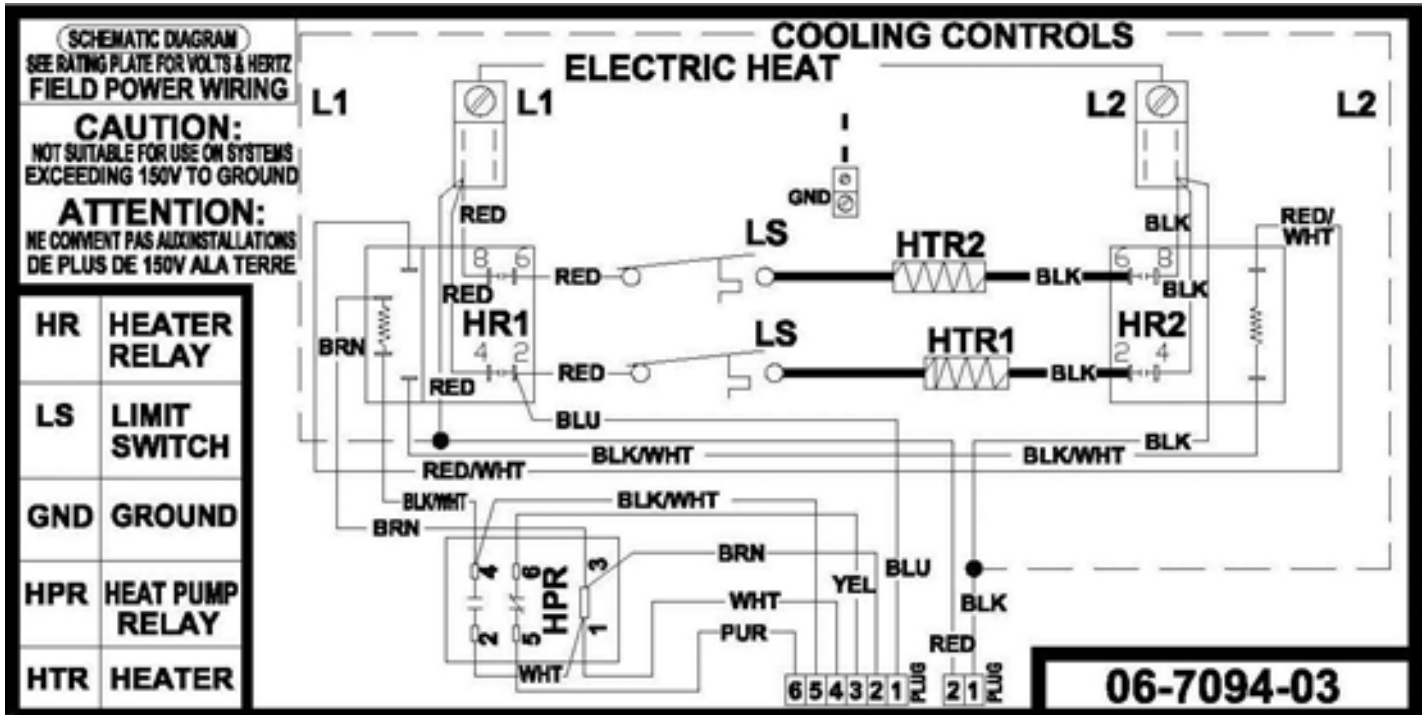 SCHEMATIC DIAGRAM
SEE RATING PLATE FOR VOLTS & HERTZ
FIELD POWER WIRING
CAUTION:
NOT SUITABLE FOR USE ON SYSTEMS
EXCEEDING 150V TO GROUND
ATTENTION:
NE CONVIENT PAS AUXINSTALLATIONS
DE PLUS DE 150V ALA TERRE
HR HEATER
RELAY
LS LIMIT
SWITCH
GND GROUND
HPR HEAT PUMP
RELAY
HTR HEATER
COOLING CONTROLS
ELECTRIC HEAT
L1 L1 L2 L2
GND
RED BLK RED/
WHT
LS HTR2
8 6 RED BLK 6 8
RED BLK
HR1 LS HTR1 HR2
BRN
4 2 RED BLK 2 4
RED
BLU
BLK
BLK/WHT BLK/WHT
RED/WHT
BLK/WHT BLK/WHT
BRN
BRN
4 6 3
HPR
YEL BLU
WHT BLK
2 5 1
PUR
RED
WHT
6 5 4 3 2 1 PLUG 2 1 PLUG
06-7094-03